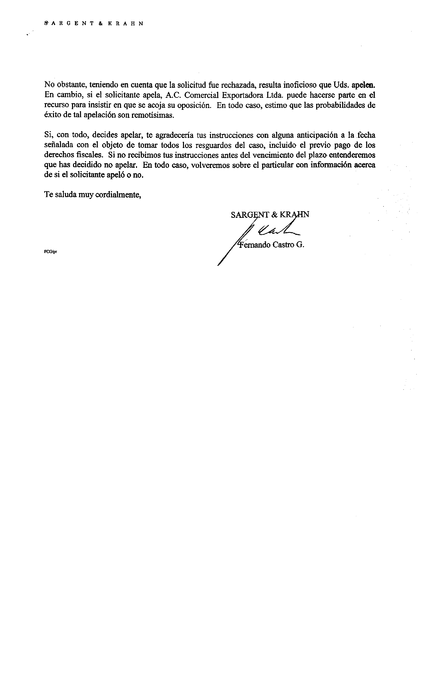 SARGENT & KRAHN
No obstante, teniendo en cuenta que la solicitud fue rechazada, resulta inoficioso que Uds. apelen.
En cambio, si el solicitante apela, A.C. Comercial Exportadora Ltda. puede hacerse parte en el
recurso para insistir en que se acoja su oposición. En todo caso, estimo que las probabilidades de
éxito de tal apelación son remotísimas.
Si, con todo, decides apelar, te agradecería tus instrucciones con alguna anticipación a la fecha
señalada con el objeto de tomar todos los resguardos del caso, incluido el previo pago de los
derechos fiscales. Si no recibimos tus instrucciones antes del vencimiento del plazo entenderemos
que has decidido no apelar. En todo caso, volveremos sobre el particular con información acerca
de si el solicitante apeló o no.
Te saluda muy cordialmente,
SARGENT & KRAHN
Fernando Castro G.